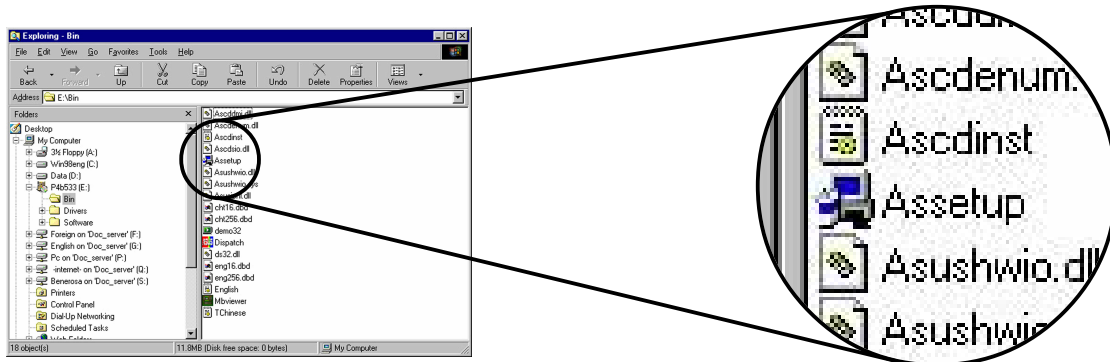 Exploring - Bin
File Edit View Go Favorites Tools Help
Back Forward Up Cut Copy Paste Undo Delete Properties Views
Address E:\Bin
Folders
Desktop
My Computer
3½ Floppy (A:)
Win98eng (C:)
Data (D:)
P4b533 (E:)
Bin
Drivers
Software
Foreign on 'Doc_server' (F:)
English on 'Doc_server' (G:)
Pc on 'Doc_server' (P:)
-internet- on 'Doc_server' (Q:)
Benerosa on 'Doc_server' (S:)
Printers
Control Panel
Dial-Up Networking
Scheduled Tasks
Web Folders
Ascddmi.dll
Ascdenum.dll
Ascdinst
Ascdsio.dll
Assetup
Asushwio.dll
Asushwio.sys
cht16.dbd
cht256.dbd
demo32
Dispatch
ds32.dll
eng16.dbd
eng256.dbd
English
Mbviewer
TChinese
18 object(s) 11.8MB (Disk free space: 0 bytes) My Computer
Ascdenum.
Ascdinst
Assetup
Asushwio.dll
Asushwio